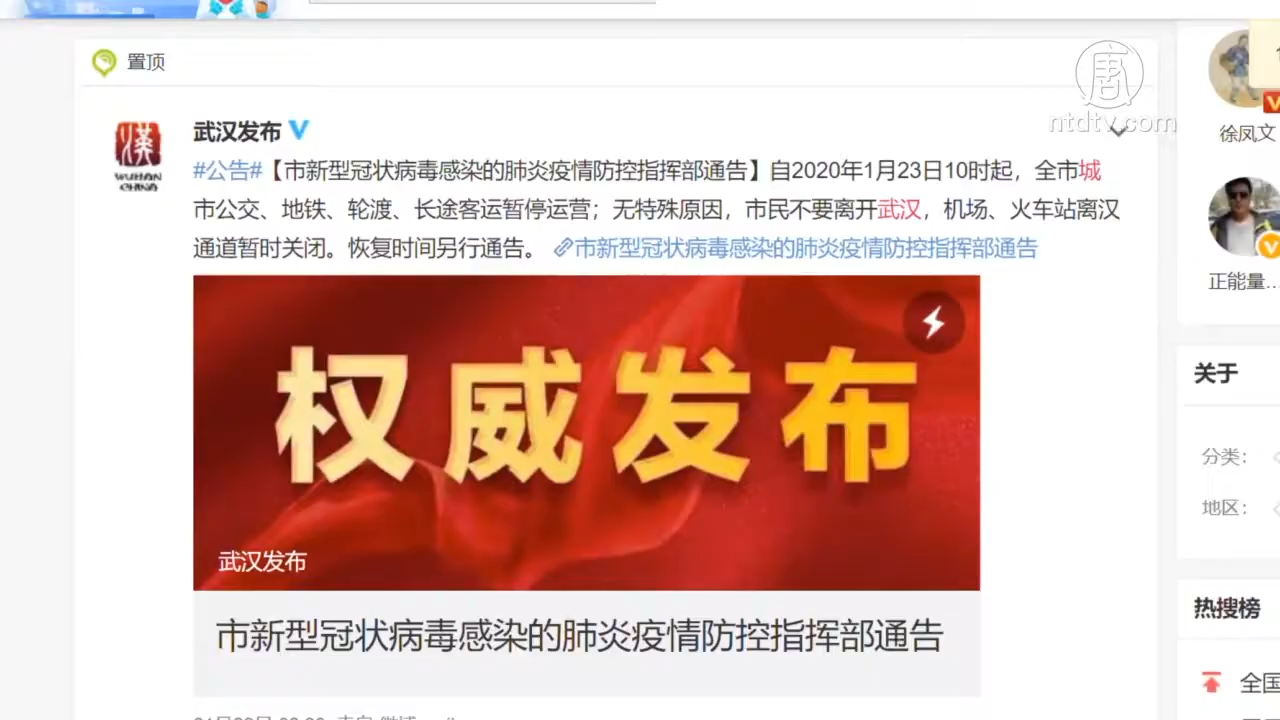 置顶
武汉发布
#公告#【市新型冠状病毒感染的肺炎疫情防控指挥部通告】自2020年1月23日10时起，全市城
市公交、地铁、轮渡、长途客运暂停运营；无特殊原因，市民不要离开武汉，机场、火车站离汉
通道暂时关闭。恢复时间另行通告。 市新型冠状病毒感染的肺炎疫情防控指挥部通告
漢
WUHAN
CHINA
权威发布
武汉发布
市新型冠状病毒感染的肺炎疫情防控指挥部通告
唐
ntdtv.com
徐凤文
正能量...
关于
分类：
地区：
热搜榜
全国